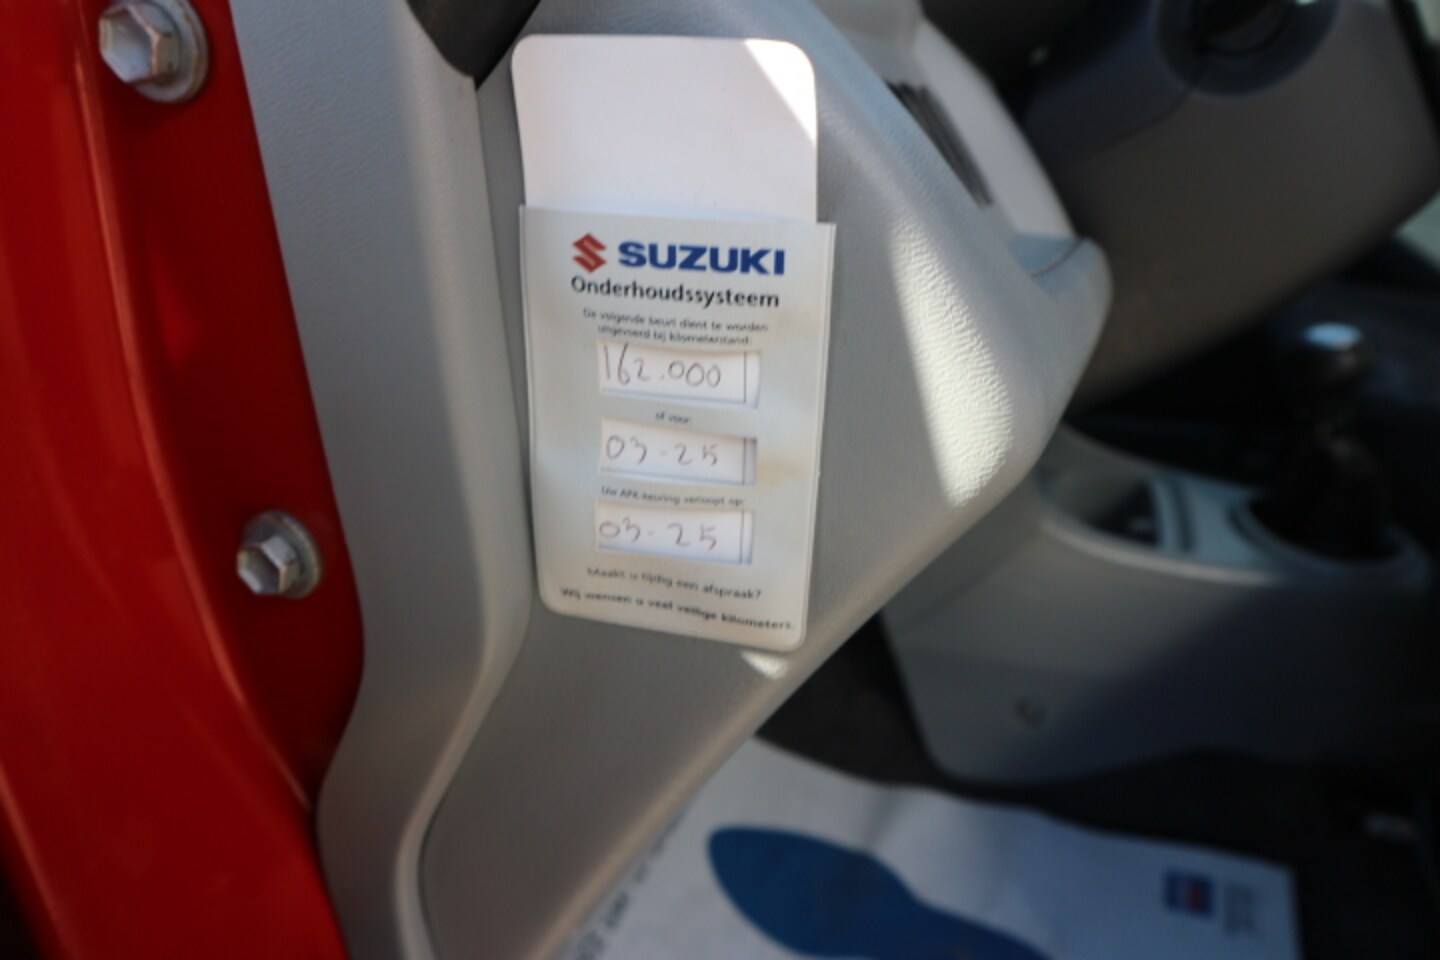 SUZUKI
Onderhoudssysteem
De volgende beurt dient te worden
uitgevoerd bij kilometerstand:
162.000
of voor:
03-25
Uw APK-keuring verloopt op:
03-25
Maakt u tijdig een afspraak?
Wij wensen u veel veilige kilometers.